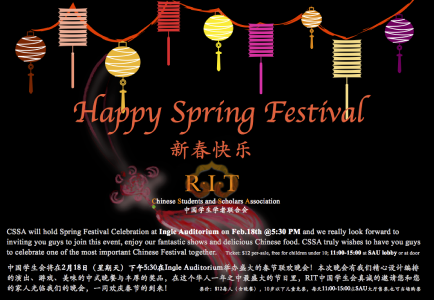 Happy Spring Festival
新春快乐
RIT
Chinese Students and Scholars Association
中国学生学者联合会
CSSA will hold Spring Festival Celebration at Ingle Auditorium on Feb.18th @5:30 PM and we really look forward to
inviting you guys to join this event, enjoy our fantastic shows and delicious Chinese food. CSSA truly wishes to have you guys
to celebrate one of the most important Chinese Festival together. Ticket: $12 per-sale, free for children under 10, 11:00-15:00 @ SAU lobby or at door
中国学生会将在2月18日（星期天）下午5:30在Ingle Auditorium举办盛大的春节联欢晚会！本次晚会有我们精心设计编排
的演出、游戏、美味的中式晚餐与丰厚的奖品，在这个华人一年之中最盛大的节日里，RIT中国学生会真诚的邀请您和您
的家人光临我们的晚会，一同欢庆春节的到来！ 票价：$12每人（含晚餐），10岁以下儿童免票，每天11:00-15:00在SAU大厅售票